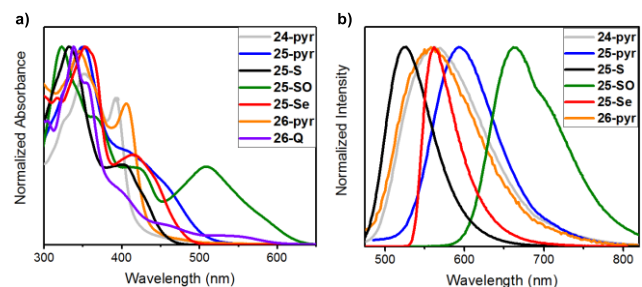 a)
24-pyr
25-pyr
25-S
25-SO
25-Se
26-pyr
26-Q
Normalized Absorbance
300 400 500 600
Wavelength (nm)
b)
24-pyr
25-pyr
25-S
25-SO
25-Se
26-pyr
Normalized Intensity
500 600 700 800
Wavelength (nm)